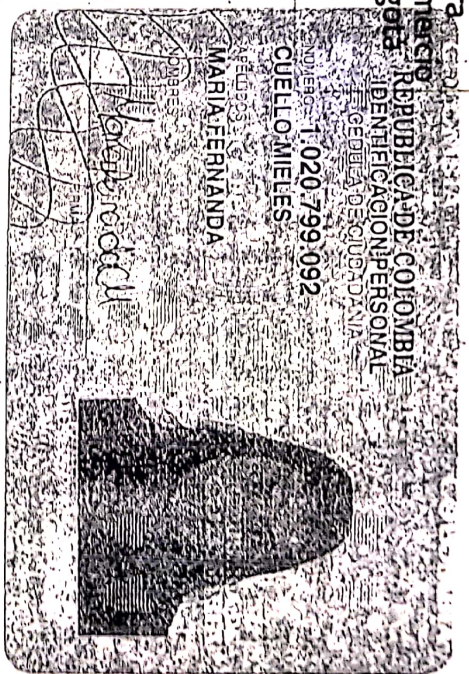 REPUBLICA DE COLOMBIA
IDENTIFICACION PERSONAL
CEDULA DE CIUDADANIA
NUMERO 1.020.799.092
CUELLO MIELES
APELLIDOS
MARIA FERNANDA
NOMBRES
FIRMA